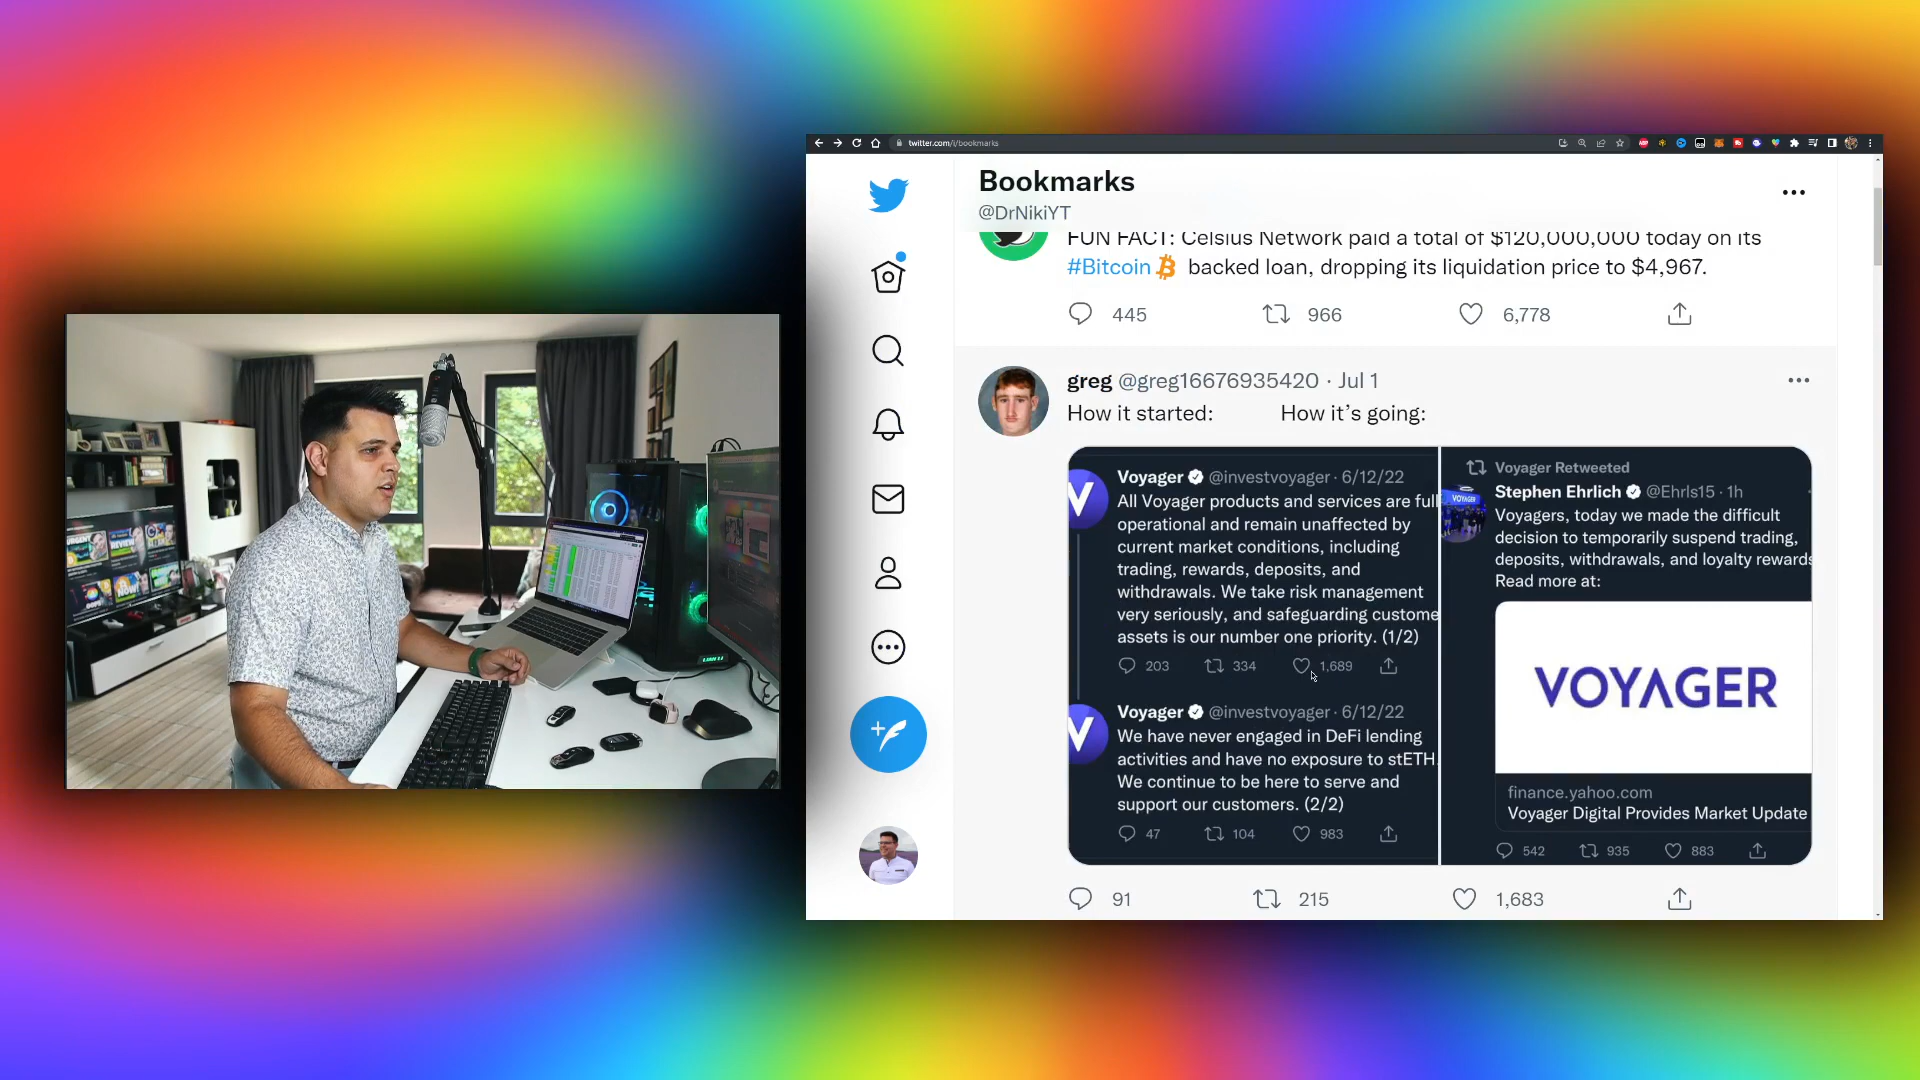 twitter.com/i/bookmarks
Bookmarks
@DrNikiYT
FUN FACT: Celsius Network paid a total of $120,000,000 today on its
#Bitcoin backed loan, dropping its liquidation price to $4,967.
445 966 6,778
greg @greg16676935420 · Jul 1
How it started: How it's going:
Voyager @investvoyager · 6/12/22
All Voyager products and services are full
operational and remain unaffected by
current market conditions, including
trading, rewards, deposits, and
withdrawals. We take risk management
very seriously, and safeguarding custome
assets is our number one priority. (1/2)
203 334 1,689
Voyager @investvoyager · 6/12/22
We have never engaged in DeFi lending
activities and have no exposure to stETH.
We continue to be here to serve and
support our customers. (2/2)
47 104 983
Voyager Retweeted
Stephen Ehrlich @Ehrls15 · 1h
Voyagers, today we made the difficult
decision to temporarily suspend trading,
deposits, withdrawals, and loyalty rewards
Read more at:
VOYAGER
VOYAGER
finance.yahoo.com
Voyager Digital Provides Market Update
542 935 883
91 215 1,683
URGENT
REVIEW
NOW!